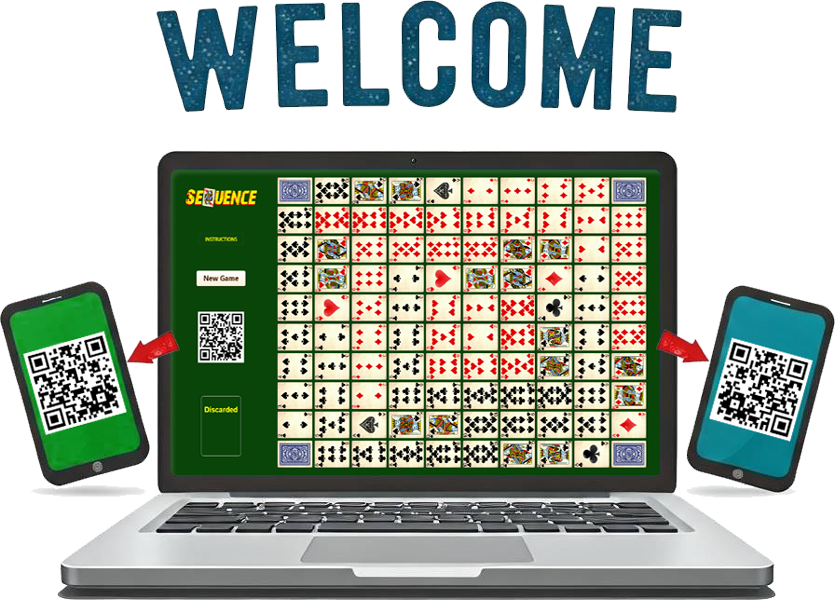 WELCOME
SEQUENCE
INSTRUCTIONS
New Game
Discarded